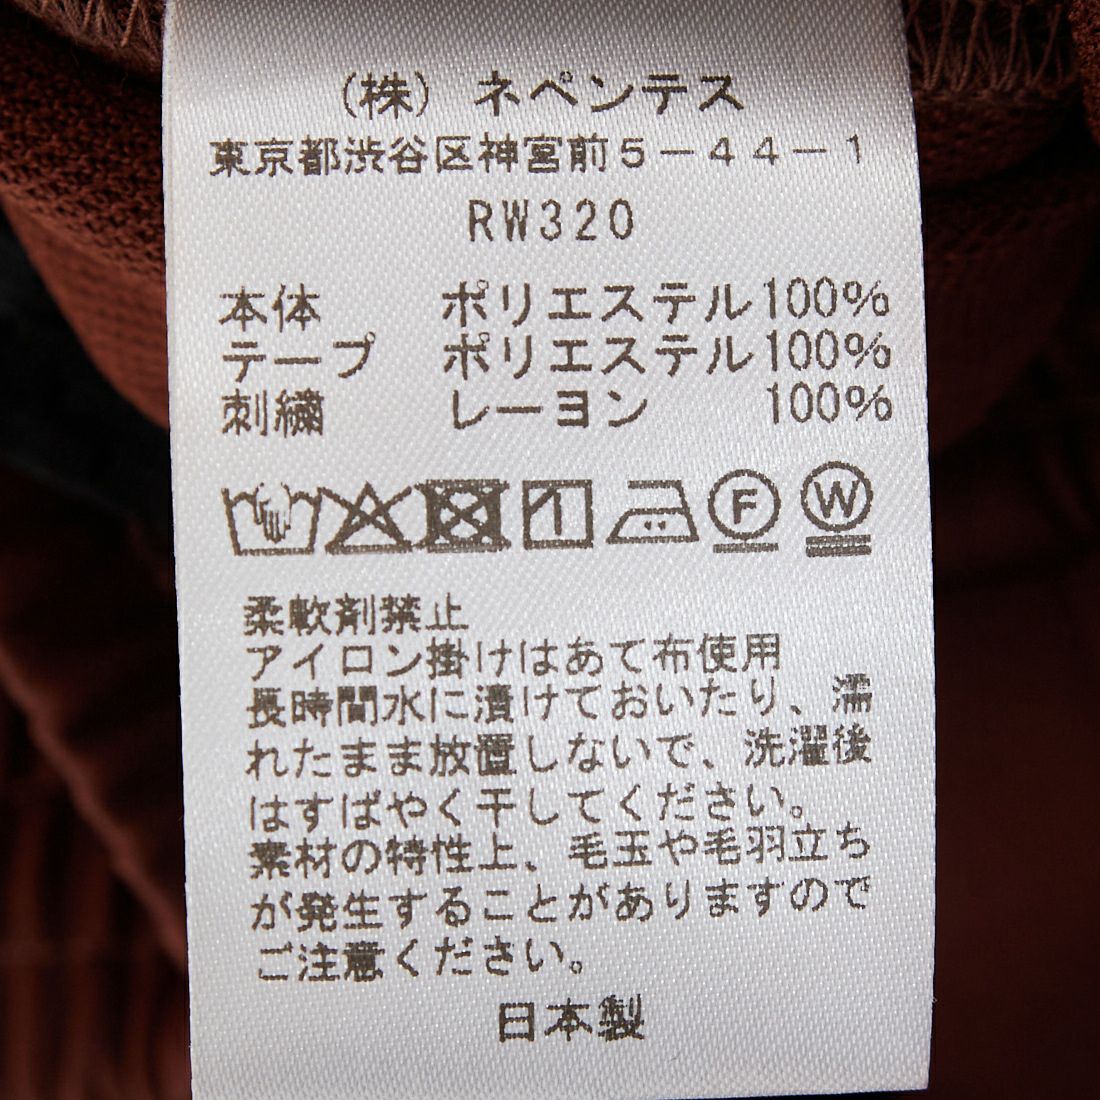 （株）ネペンテス
東京都渋谷区神宮前５－４４－１
RW320
本体 ポリエステル100%
テープ ポリエステル100%
刺繍 レーヨン 100%
F W
柔軟剤禁止
アイロン掛けはあて布使用
長時間水に漬けておいたり、濡
れたまま放置しないで、洗濯後
はすばやく干してください。
素材の特性上、毛玉や毛羽立ち
が発生することがありますので
ご注意ください。
日本製